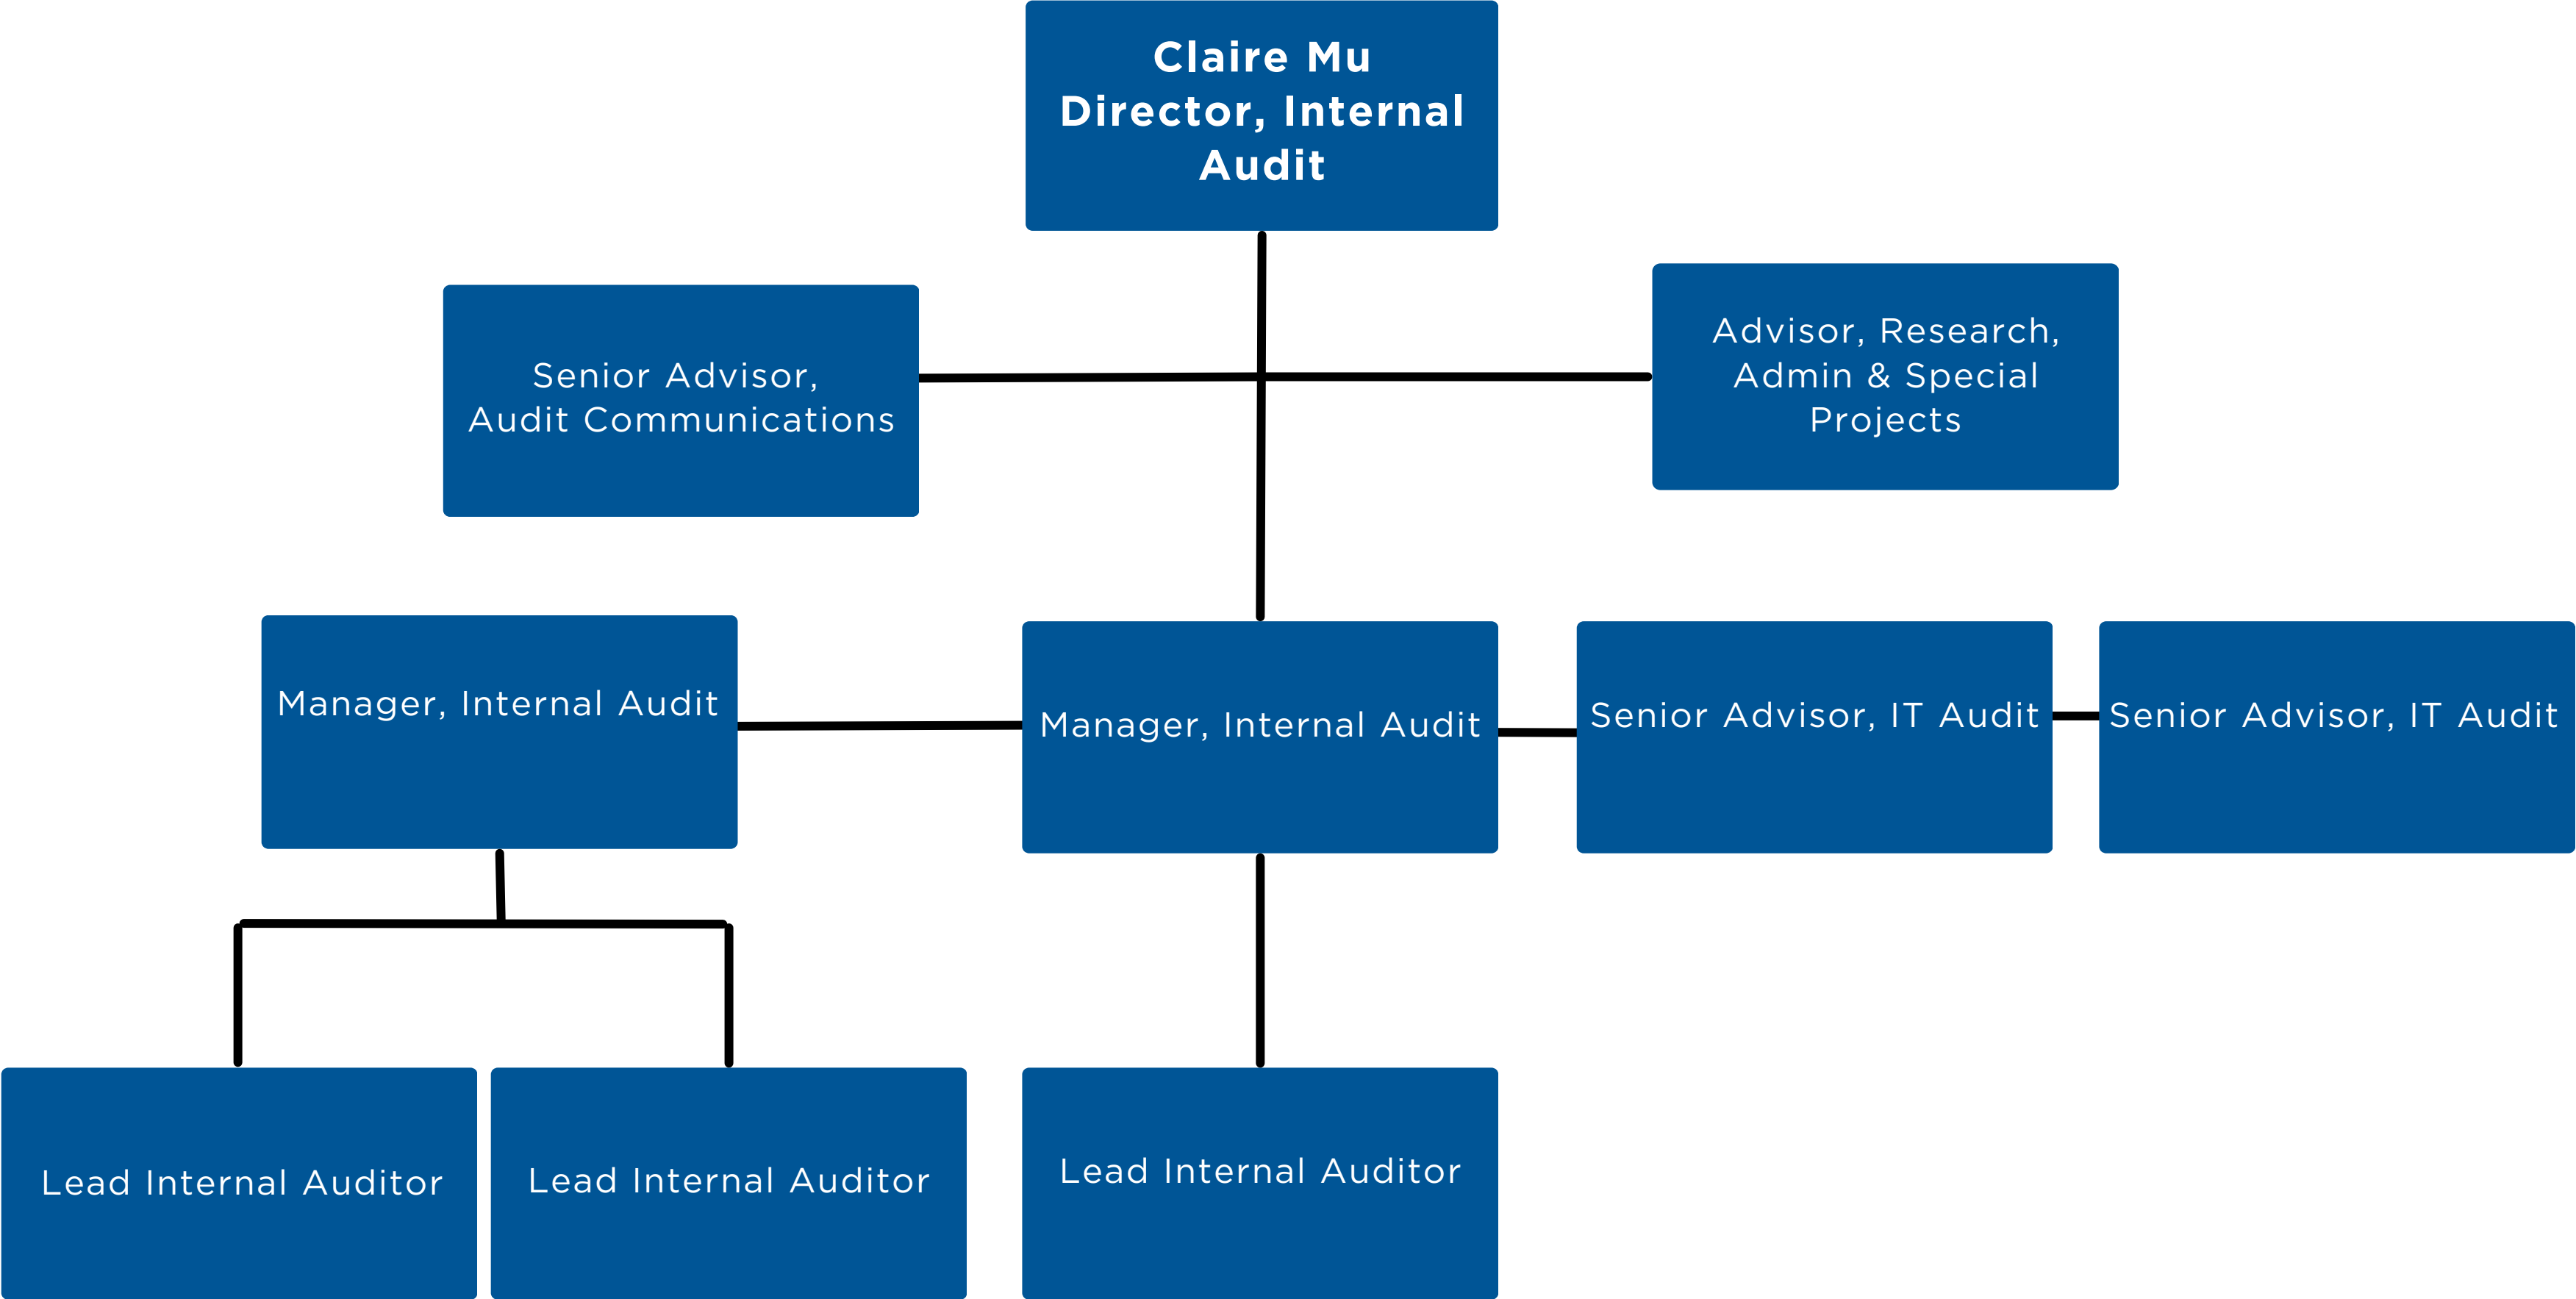 Claire Mu
Director, Internal
Audit
Senior Advisor,
Audit Communications
Advisor, Research,
Admin & Special
Projects
Manager, Internal Audit
Manager, Internal Audit
Senior Advisor, IT Audit
Senior Advisor, IT Audit
Lead Internal Auditor
Lead Internal Auditor
Lead Internal Auditor